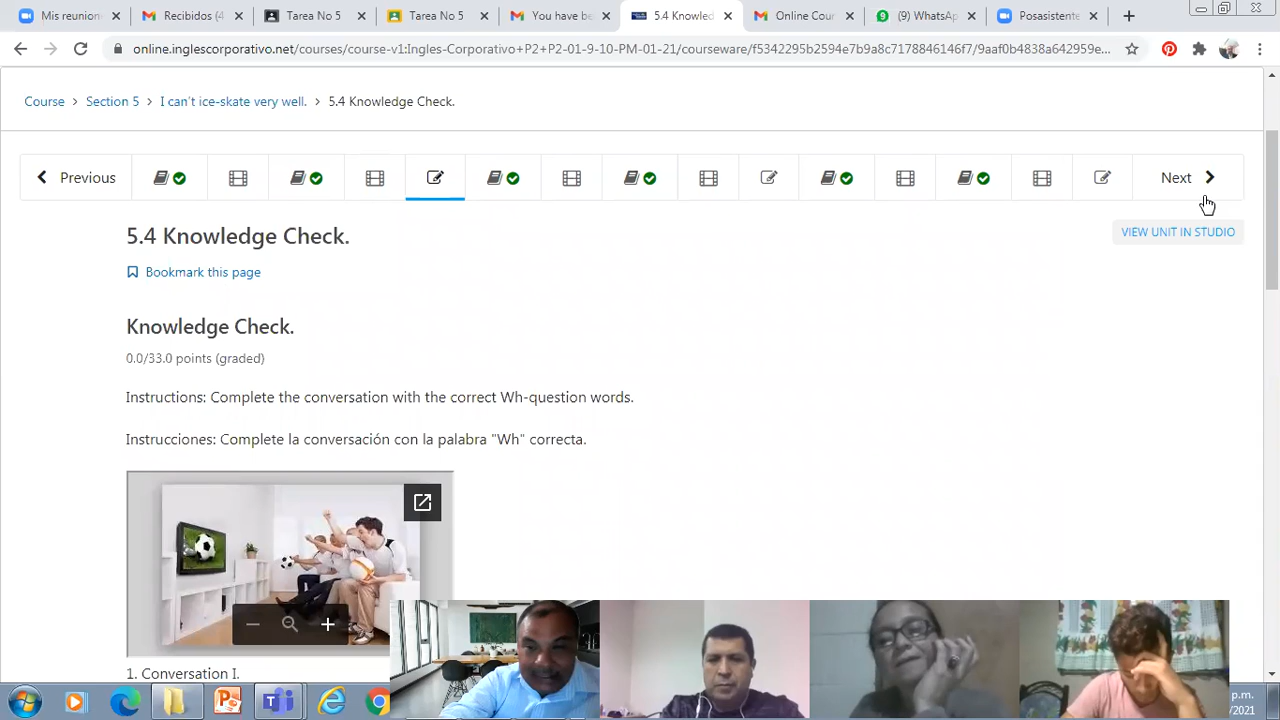 Mis reunion
Recibidos (4
Tarea No 5
Tarea No 5
You have be
5.4 Knowled
Online Cour
(9) WhatsAp
Posasistente
online.inglescorporativo.net/courses/course-v1:Ingles-Corporativo+P2+P2-01-9-10-PM-01-21/courseware/f5342295b2594e7b9a8c7178846146f7/9aaf0b4838a642959e...
Course > Section 5 > I can't ice-skate very well. > 5.4 Knowledge Check.
Previous
Next
5.4 Knowledge Check.
VIEW UNIT IN STUDIO
Bookmark this page
Knowledge Check.
0.0/33.0 points (graded)
Instructions: Complete the conversation with the correct Wh-question words.
Instrucciones: Complete la conversación con la palabra "Wh" correcta.
1. Conversation I.
p.m.
/2021